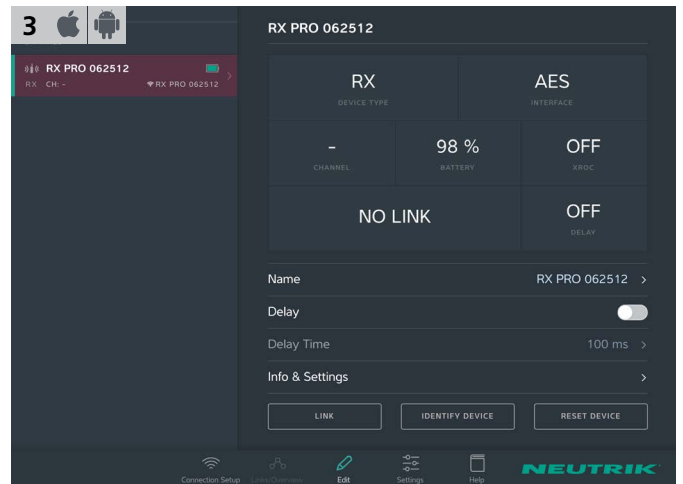 3
RX PRO 062512
RX PRO 062512
RX CH: - RX PRO 062512
RX
DEVICE TYPE
AES
INTERFACE
-
CHANNEL
98 %
BATTERY
OFF
XROC
NO LINK
OFF
DELAY
Name RX PRO 062512 >
Delay
Delay Time 100 ms >
Info & Settings >
LINK IDENTIFY DEVICE RESET DEVICE
Connection Setup Links Overview Edit Settings Help NEUTRIK